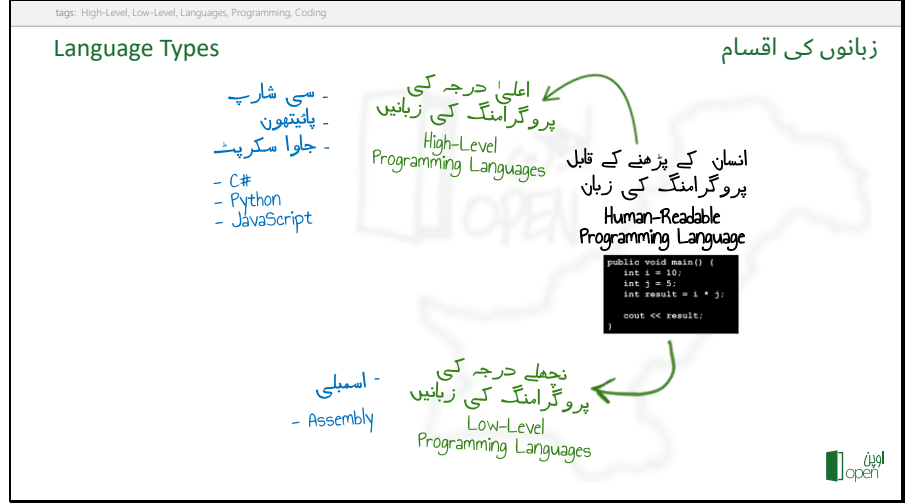 tags: High-Level, Low-Level, Languages, Programming, Coding
Language Types
زبانوں کی اقسام
اعلیٰ درجہ کی
پروگرامنگ کی زبانیں
High-Level
Programming Languages
- سی شارپ
- پائیتھون
- جاوا سکرپٹ
- C#
- Python
- JavaScript
انسان کے پڑھنے کے قابل
پروگرامنگ کی زبان
Human-Readable
Programming Language
public void main() {
int i = 10;
int j = 5;
int result = i * j;
cout << result;
}
نچھلے درجہ کی
پروگرامنگ کی زبانیں
Low-Level
Programming Languages
- اسمبلی
- Assembly
اوپن
open
OPEN